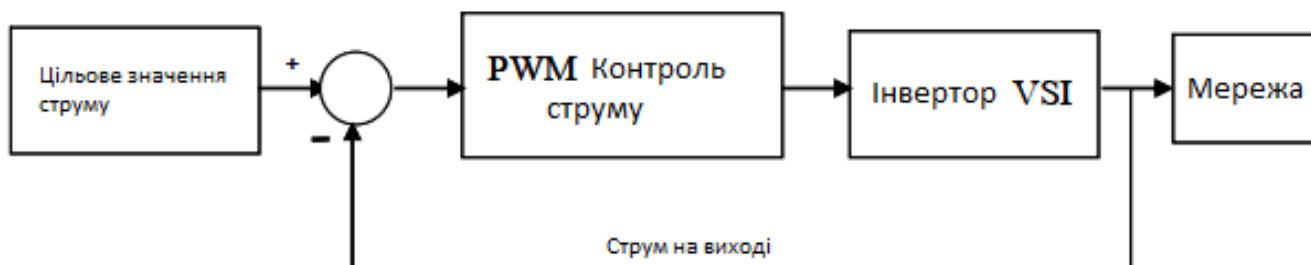 Цільове значення
струму
+
-
PWM Контроль
струму
Інвертор VSI
Мережа
Струм на виході